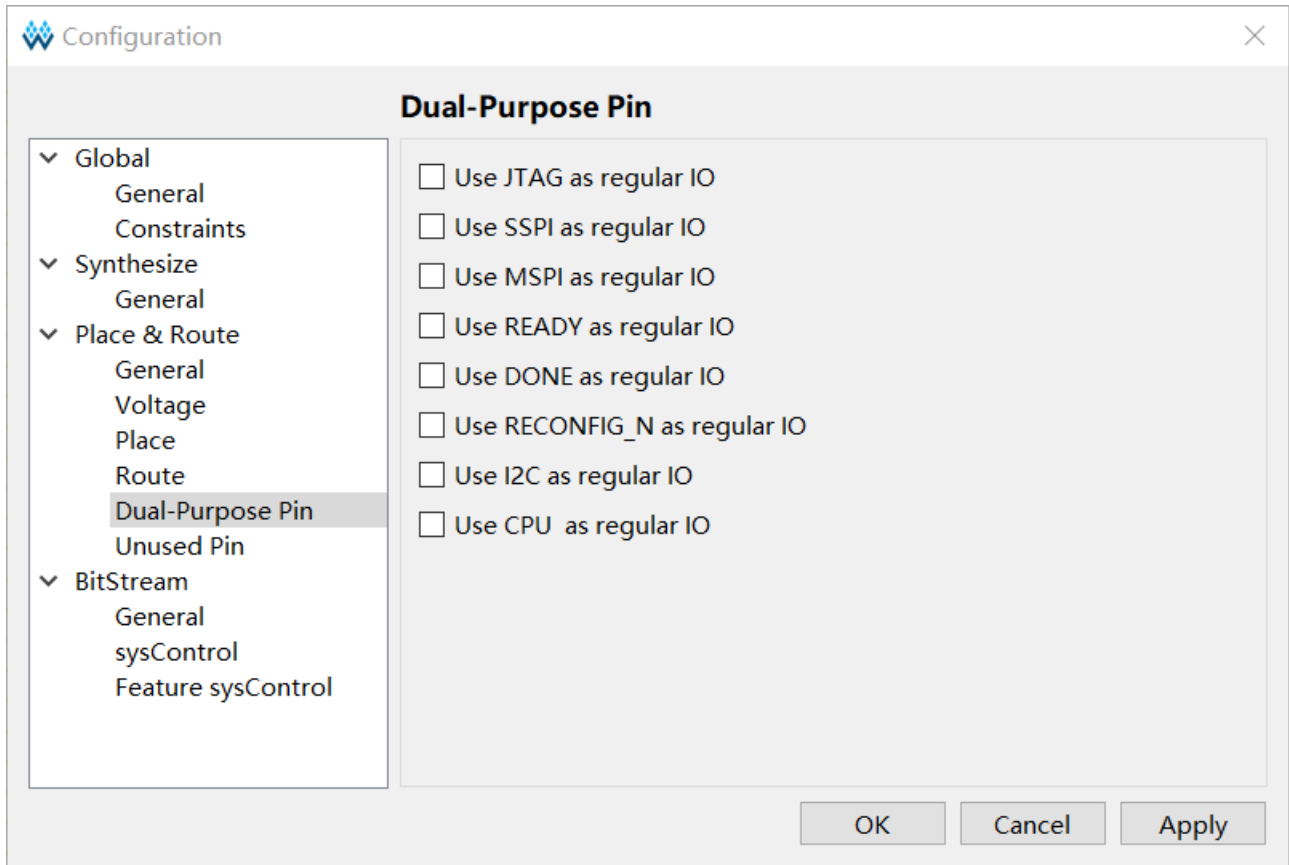 Configuration
Dual-Purpose Pin
Global
General
Constraints
Synthesize
General
Place & Route
General
Voltage
Place
Route
Dual-Purpose Pin
Unused Pin
BitStream
General
sysControl
Feature sysControl
Use JTAG as regular IO
Use SSPI as regular IO
Use MSPI as regular IO
Use READY as regular IO
Use DONE as regular IO
Use RECONFIG_N as regular IO
Use I2C as regular IO
Use CPU  as regular IO
OK
Cancel
Apply